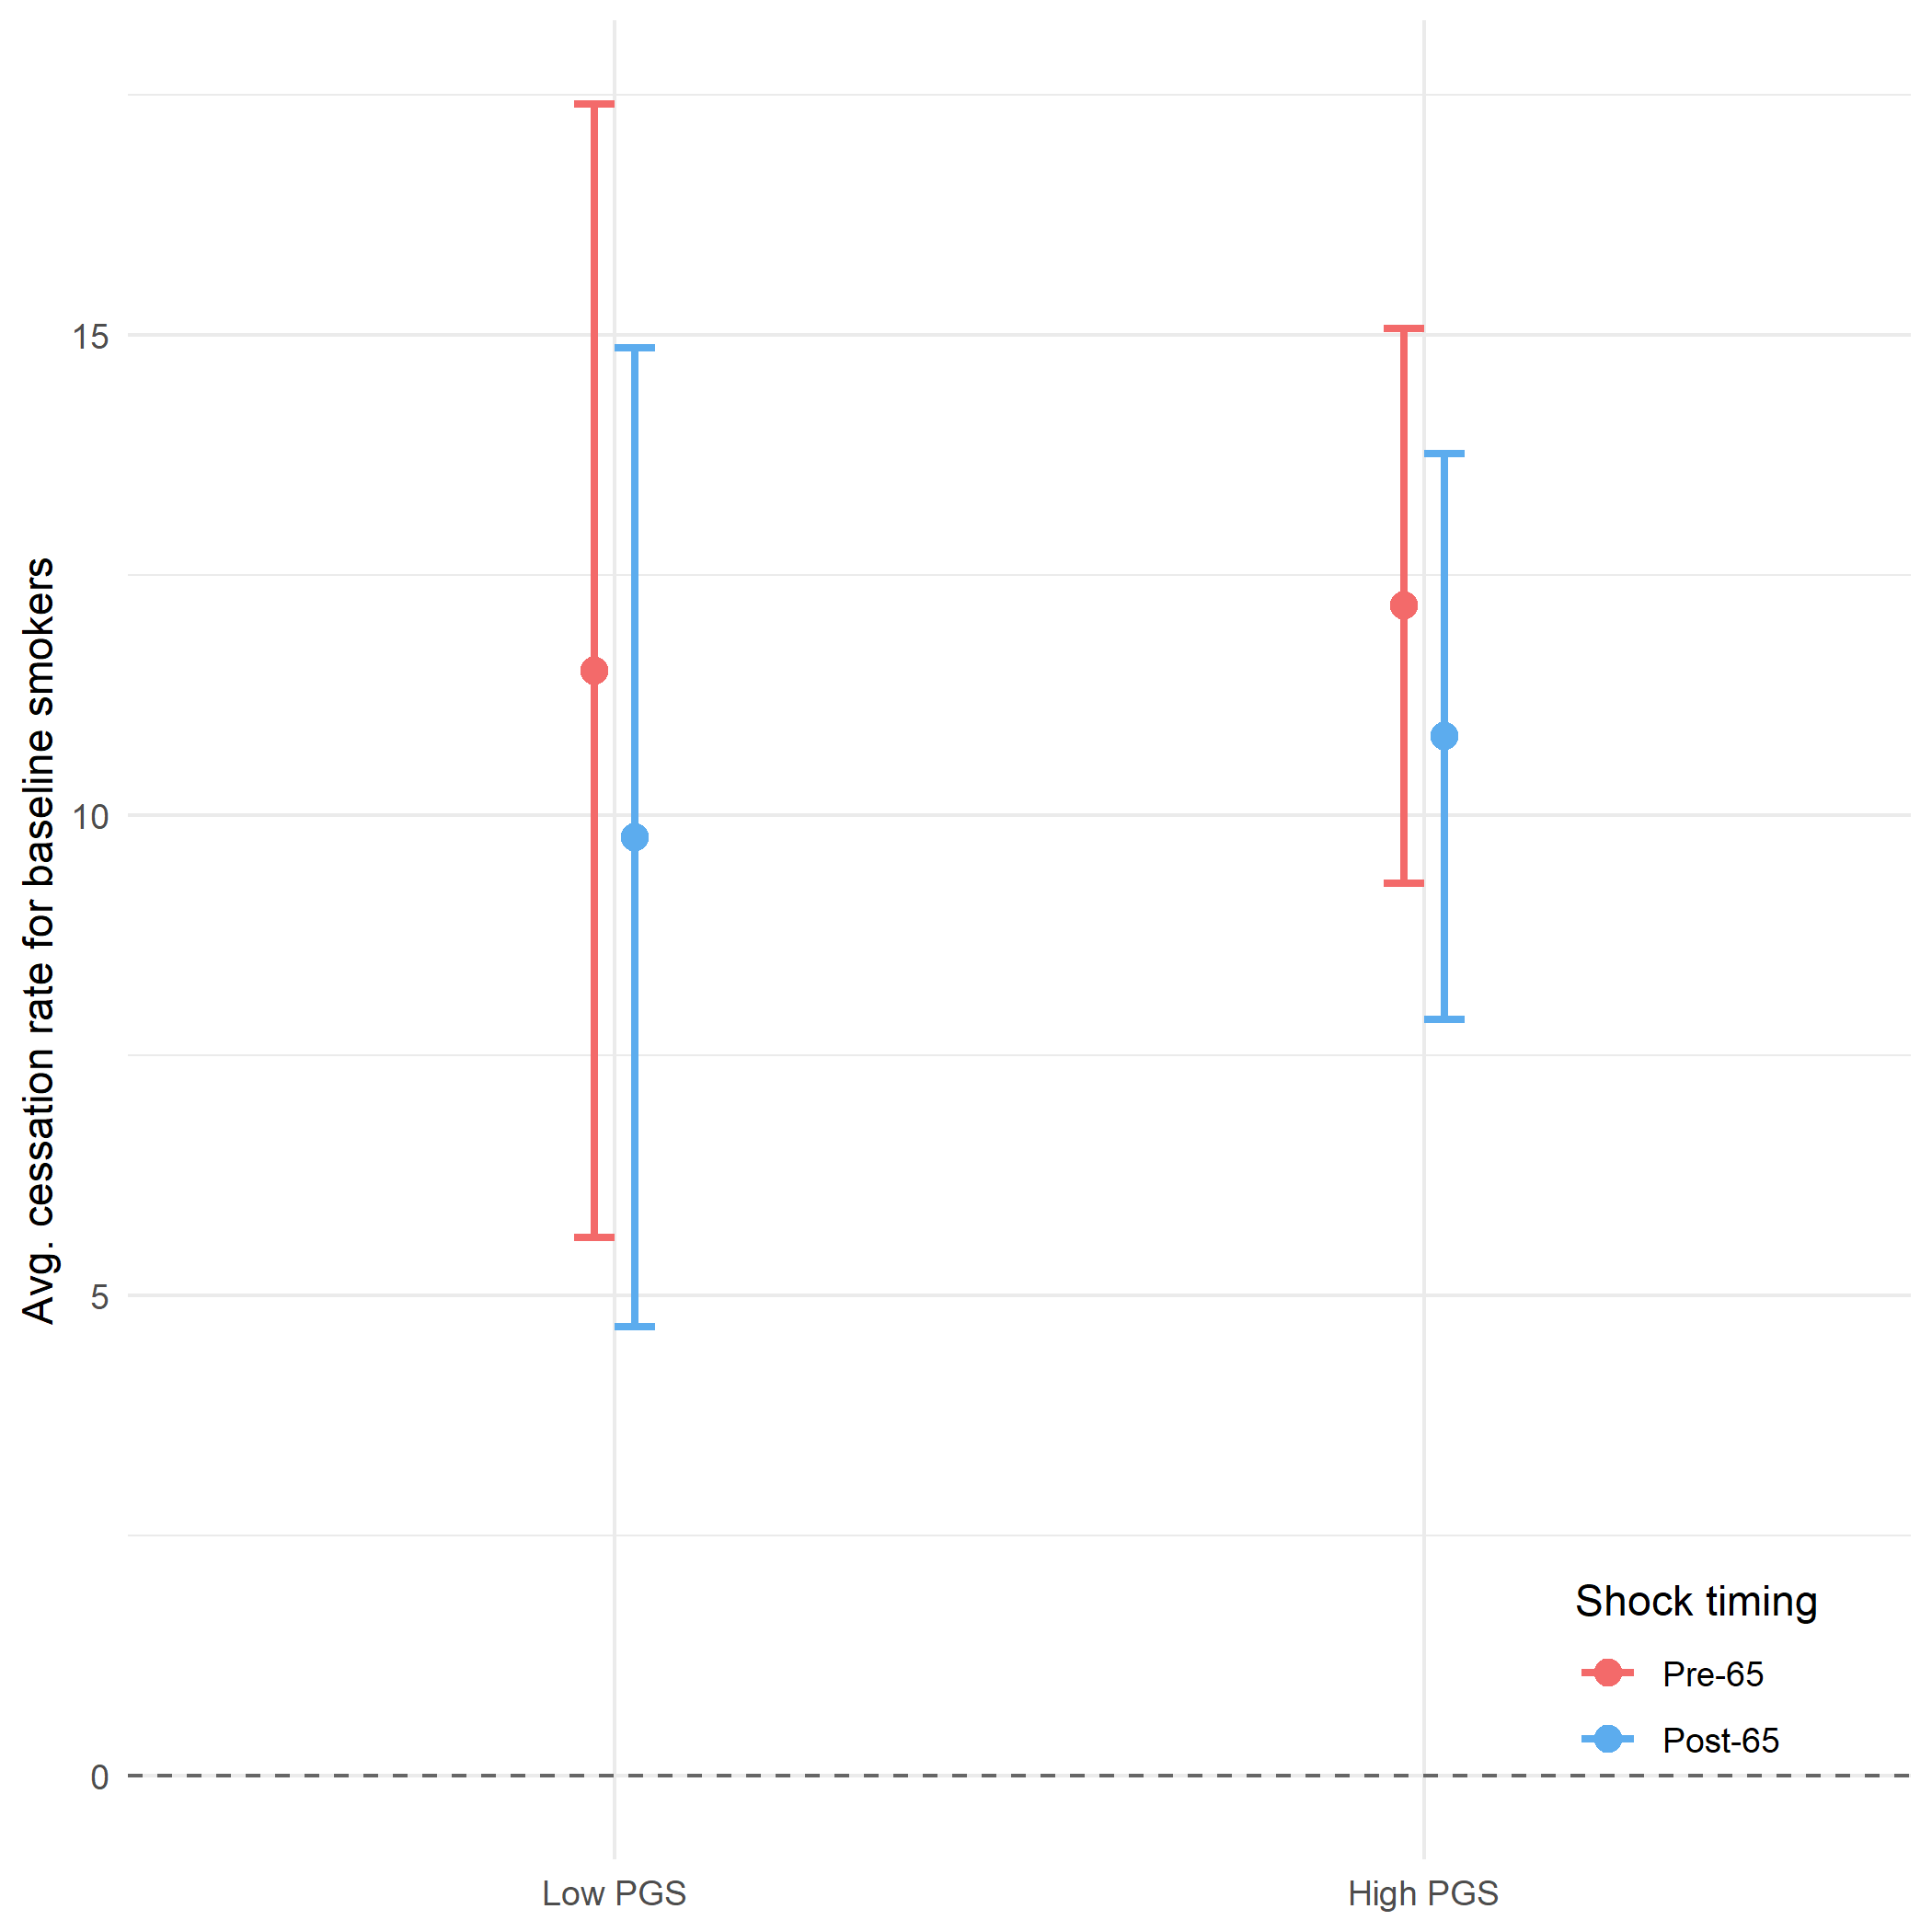 Avg. cessation rate for baseline smokers
15
10
5
0
Low PGS
High PGS
Shock timing
Pre-65
Post-65